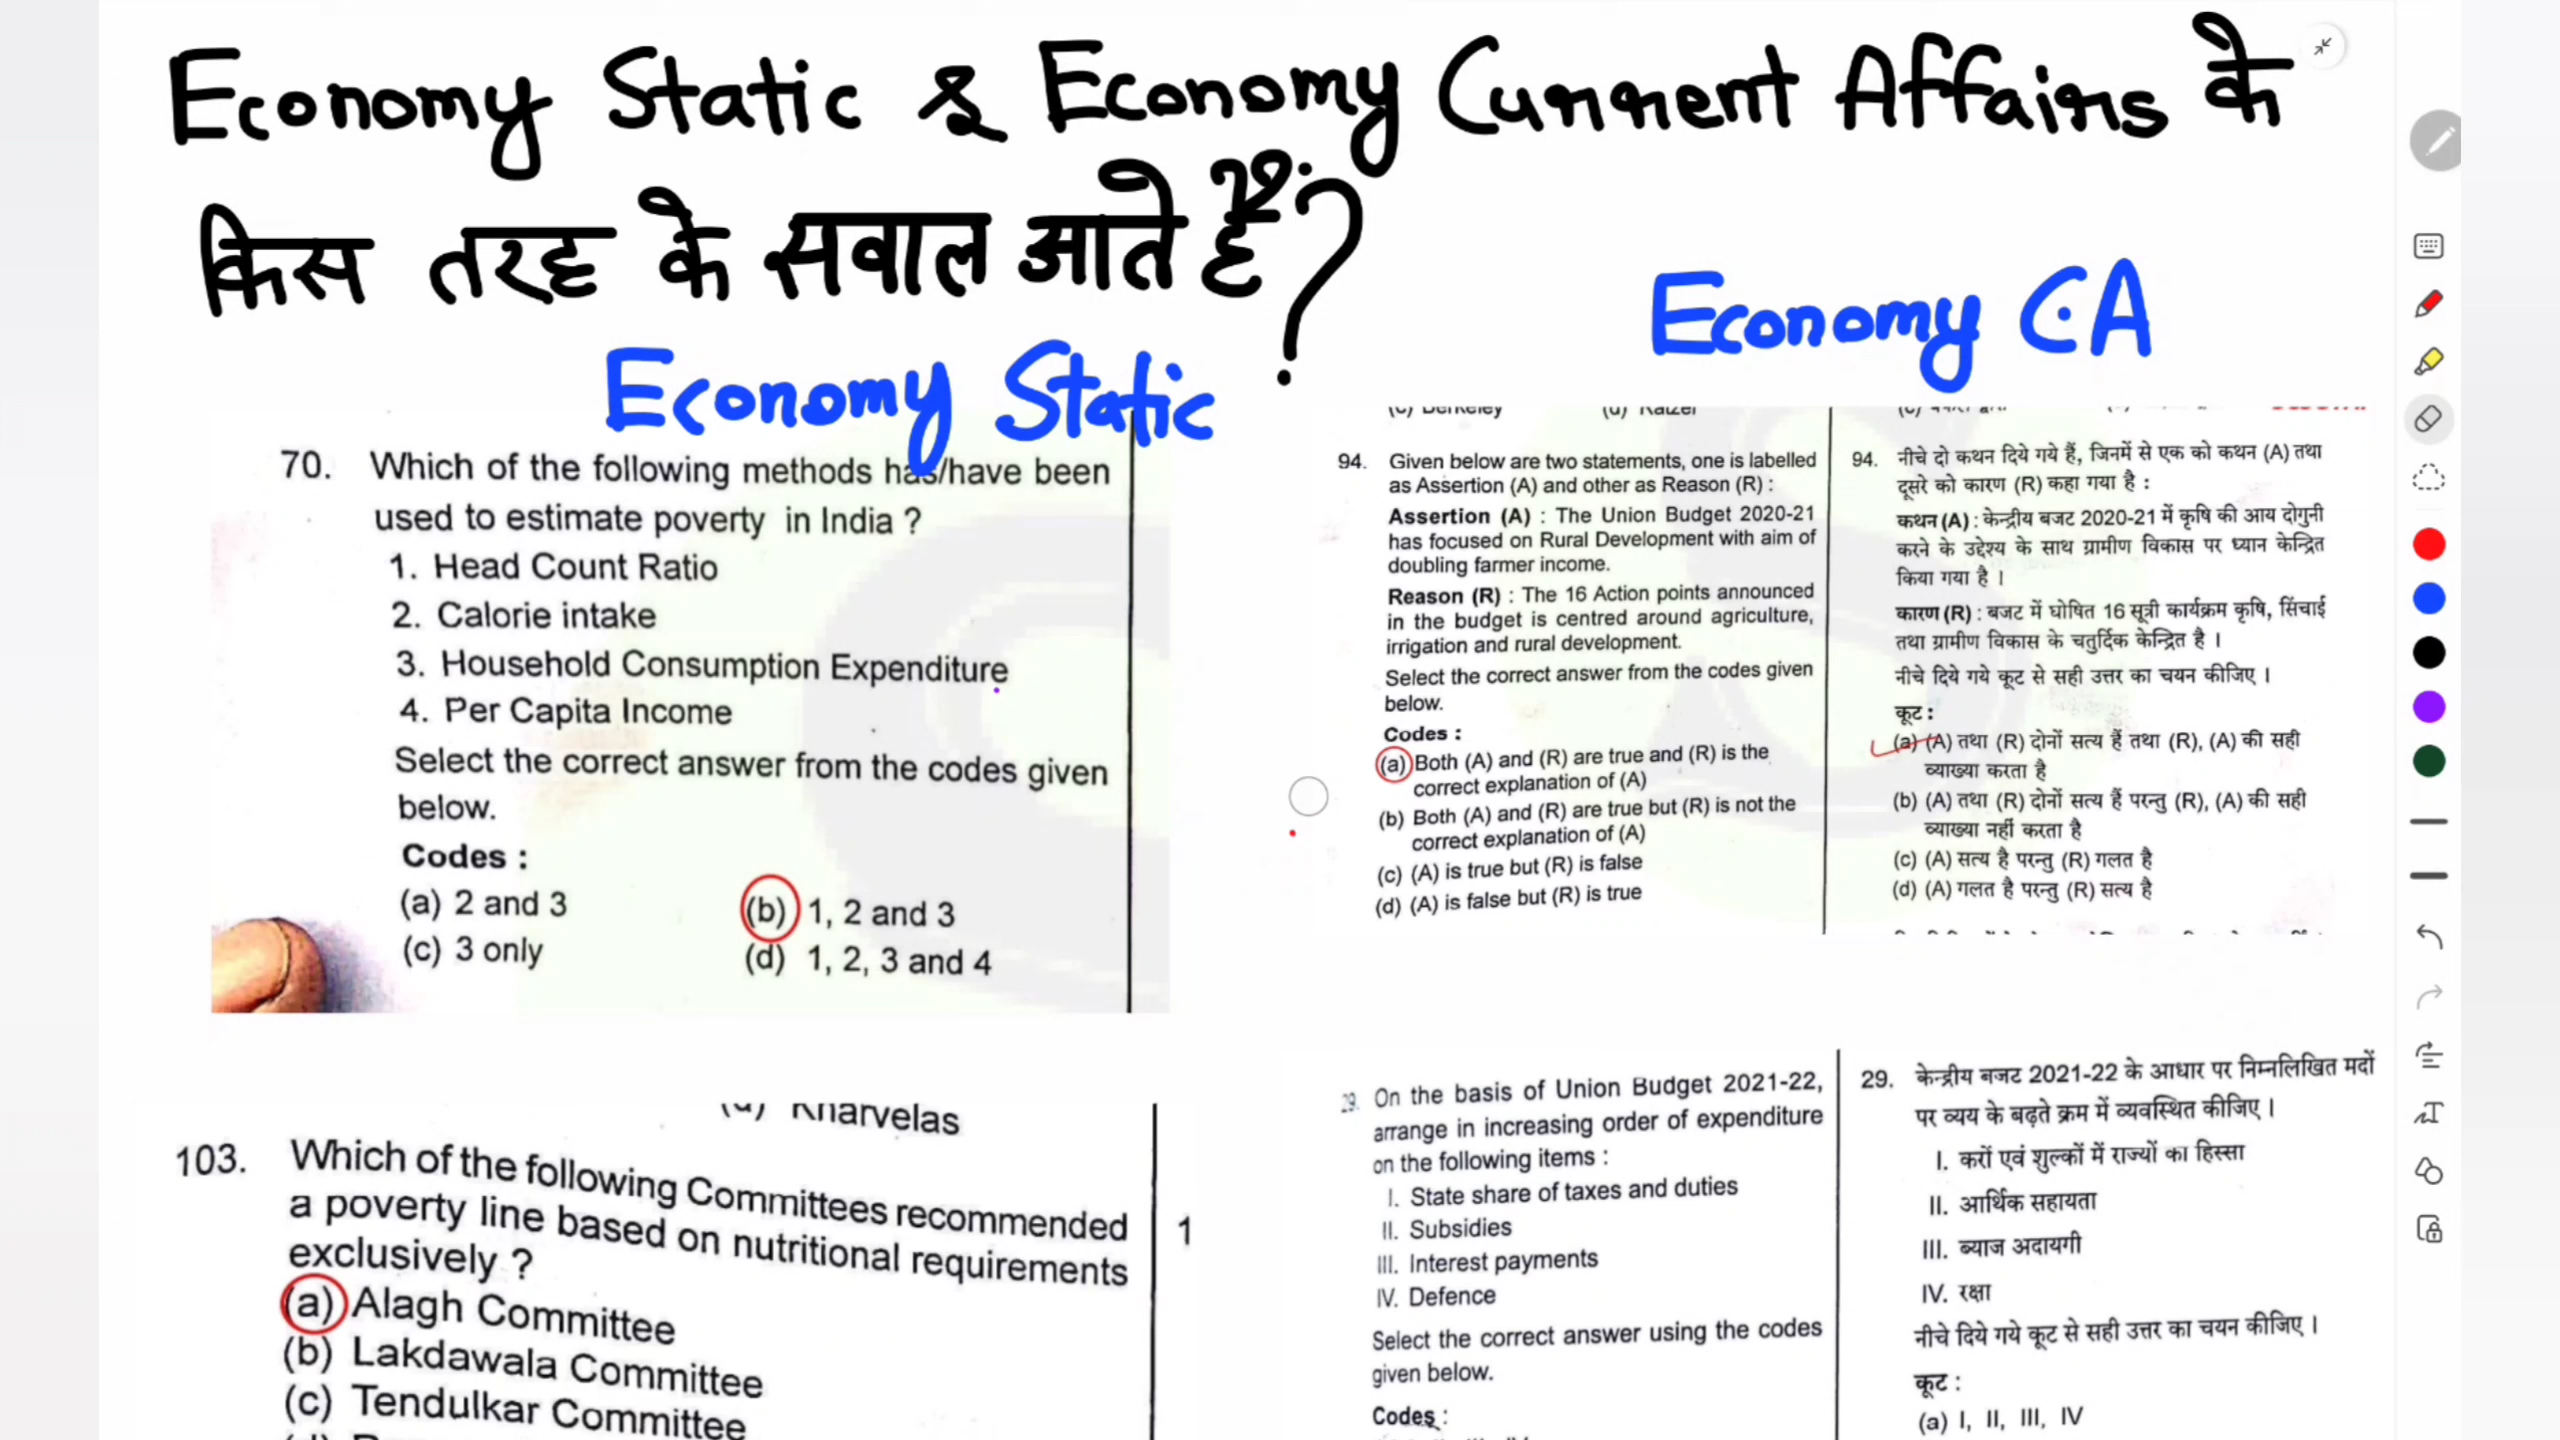 Economy Static & Economy Current Affairs के
किस तरह के सवाल आते हैं?
Economy Static
Economy C.A
70. Which of the following methods has/have been
used to estimate poverty in India ?
1. Head Count Ratio
2. Calorie intake
3. Household Consumption Expenditure
4. Per Capita Income
Select the correct answer from the codes given
below.
Codes :
(a) 2 and 3 (b) 1, 2 and 3
(c) 3 only (d) 1, 2, 3 and 4
(d) Kharvelas
103. Which of the following Committees recommended
a poverty line based on nutritional requirements
exclusively ?
(a) Alagh Committee
(b) Lakdawala Committee
(c) Tendulkar Committee
1
(c) Berkeley (d) Ratzel
94. Given below are two statements, one is labelled
as Assertion (A) and other as Reason (R) :
Assertion (A) : The Union Budget 2020-21
has focused on Rural Development with aim of
doubling farmer income.
Reason (R) : The 16 Action points announced
in the budget is centred around agriculture,
irrigation and rural development.
Select the correct answer from the codes given
below.
Codes :
(a) Both (A) and (R) are true and (R) is the
correct explanation of (A)
(b) Both (A) and (R) are true but (R) is not the
correct explanation of (A)
(c) (A) is true but (R) is false
(d) (A) is false but (R) is true
94. नीचे दो कथन दिये गये हैं, जिनमें से एक को कथन (A) तथा
दूसरे को कारण (R) कहा गया है :
कथन (A) : केन्द्रीय बजट 2020-21 में कृषि की आय दोगुनी
करने के उद्देश्य के साथ ग्रामीण विकास पर ध्यान केन्द्रित
किया गया है ।
कारण (R) : बजट में घोषित 16 सूत्री कार्यक्रम कृषि, सिंचाई
तथा ग्रामीण विकास के चतुर्दिक केन्द्रित है ।
नीचे दिये गये कूट से सही उत्तर का चयन कीजिए ।
कूट :
(a) (A) तथा (R) दोनों सत्य हैं तथा (R), (A) की सही
व्याख्या करता है
(b) (A) तथा (R) दोनों सत्य हैं परन्तु (R), (A) की सही
व्याख्या नहीं करता है
(c) (A) सत्य है परन्तु (R) गलत है
(d) (A) गलत है परन्तु (R) सत्य है
29. On the basis of Union Budget 2021-22,
arrange in increasing order of expenditure
on the following items :
I. State share of taxes and duties
II. Subsidies
III. Interest payments
IV. Defence
Select the correct answer using the codes
given below.
Codes :
29. केन्द्रीय बजट 2021-22 के आधार पर निम्नलिखित मदों
पर व्यय के बढ़ते क्रम में व्यवस्थित कीजिए ।
I. करों एवं शुल्कों में राज्यों का हिस्सा
II. आर्थिक सहायता
III. ब्याज अदायगी
IV. रक्षा
नीचे दिये गये कूट से सही उत्तर का चयन कीजिए ।
कूट :
(a) I, II, III, IV